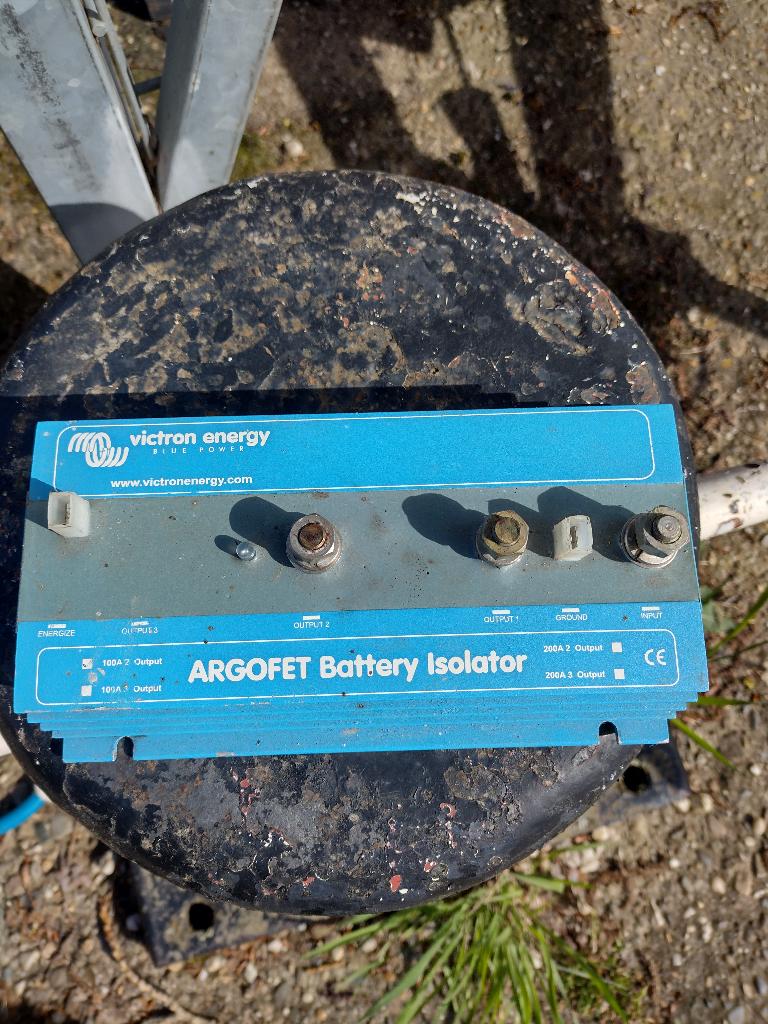 victron energy
BLUE POWER
www.victronenergy.com
ENERGIZE OUTPUT 3 OUTPUT 2 OUTPUT 1 GROUND INPUT
100A 2 Output
100A 3 Output
ARGOFET Battery Isolator
200A 2 Output
200A 3 Output
CE